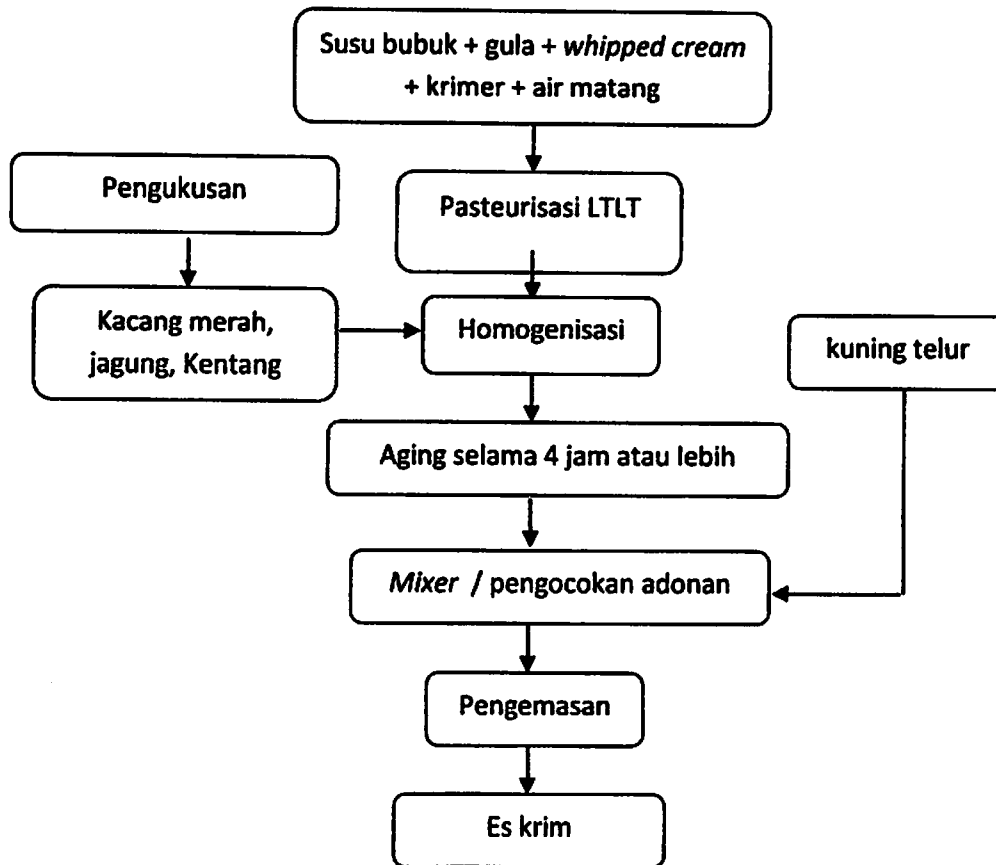 Susu bubuk + gula + whipped cream
+ krimer + air matang
Pengukusan
Pasteurisasi LTLT
Kacang merah,
jagung, Kentang
Homogenisasi
kuning telur
Aging selama 4 jam atau lebih
Mixer / pengocokan adonan
Pengemasan
Es krim